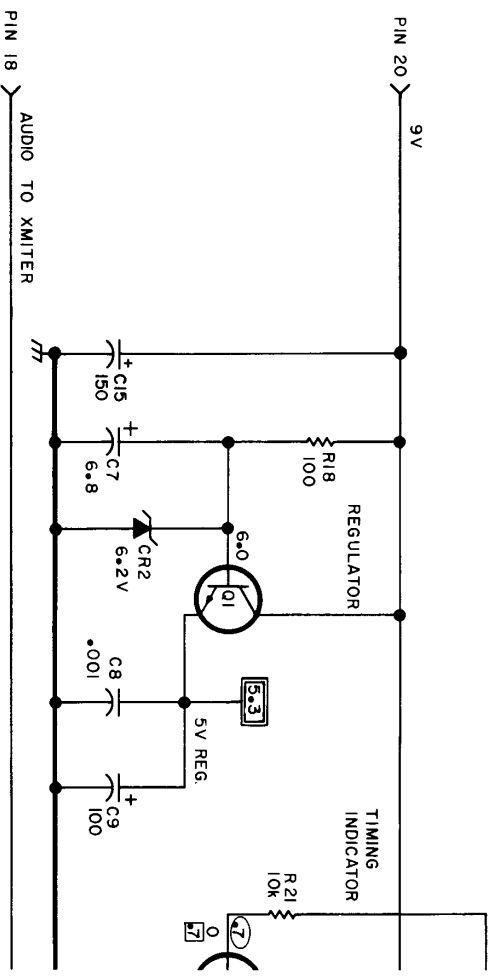 PIN 20
9V
PIN 18
AUDIO TO XMITER
C15
150
R18
100
C7
6.8
REGULATOR
6.0
Q1
CR2
6.2V
5.3
5V REG.
C8
.001
C9
100
TIMING
INDICATOR
R21
10k
.7
0
.7